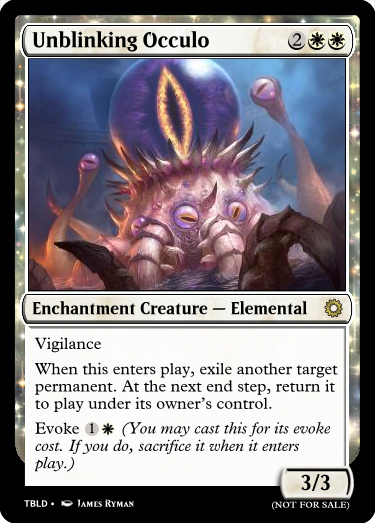 Unblinking Occulo 2
Enchantment Creature — Elemental
Vigilance
When this enters play, exile another target
permanent. At the next end step, return it
to play under its owner's control.
Evoke 1 (You may cast this for its evoke
cost. If you do, sacrifice it when it enters
play.)
3/3
TBLD • James Ryman
(NOT FOR SALE)